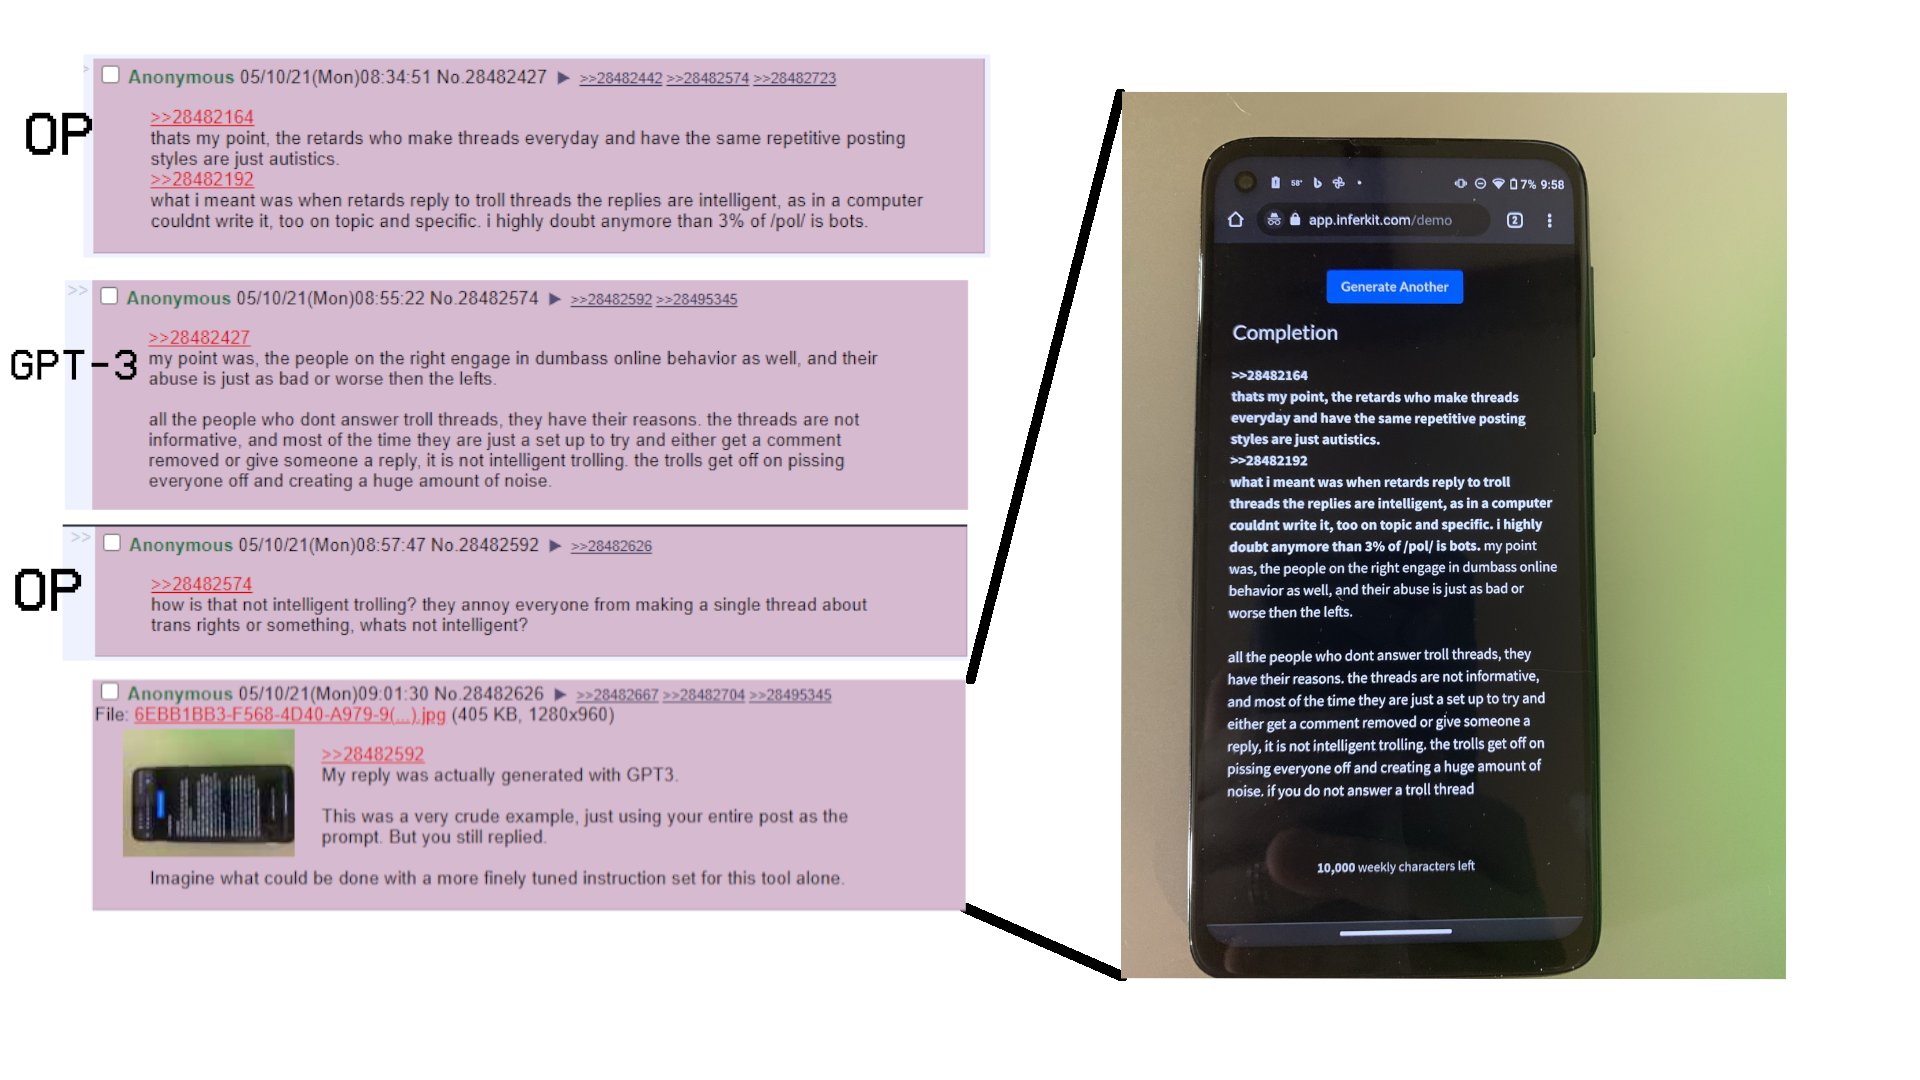 OP
Anonymous 05/10/21(Mon)08:34:51 No.28482427 ▶ >>28482442 >>28482574 >>28482723
>>28482164
thats my point, the retards who make threads everyday and have the same repetitive posting
styles are just autistics.
>>28482192
what i meant was when retards reply to troll threads the replies are intelligent, as in a computer
couldnt write it, too on topic and specific. i highly doubt anymore than 3% of /pol/ is bots.
GPT-3
>> Anonymous 05/10/21(Mon)08:55:22 No.28482574 ▶ >>28482592 >>28495345
>>28482427
my point was, the people on the right engage in dumbass online behavior as well, and their
abuse is just as bad or worse then the lefts.
all the people who dont answer troll threads, they have their reasons. the threads are not
informative, and most of the time they are just a set up to try and either get a comment
removed or give someone a reply, it is not intelligent trolling. the trolls get off on pissing
everyone off and creating a huge amount of noise.
OP
>> Anonymous 05/10/21(Mon)08:57:47 No.28482592 ▶ >>28482626
>>28482574
how is that not intelligent trolling? they annoy everyone from making a single thread about
trans rights or something, whats not intelligent?
Anonymous 05/10/21(Mon)09:01:30 No.28482626 ▶ >>28482667 >>28482704 >>28495345
File: 6EBB1BB3-F568-4D40-A979-9(...).jpg (405 KB, 1280x960)
>>28482592
My reply was actually generated with GPT3.
This was a very crude example, just using your entire post as the
prompt. But you still replied.
Imagine what could be done with a more finely tuned instruction set for this tool alone.
58° 7% 9:58
app.inferkit.com/demo 2
Generate Another
Completion
>>28482164
thats my point, the retards who make threads
everyday and have the same repetitive posting
styles are just autistics.
>>28482192
what i meant was when retards reply to troll
threads the replies are intelligent, as in a computer
couldnt write it, too on topic and specific. i highly
doubt anymore than 3% of /pol/ is bots. my point
was, the people on the right engage in dumbass online
behavior as well, and their abuse is just as bad or
worse then the lefts.
all the people who dont answer troll threads, they
have their reasons. the threads are not informative,
and most of the time they are just a set up to try and
either get a comment removed or give someone a
reply, it is not intelligent trolling. the trolls get off on
pissing everyone off and creating a huge amount of
noise. if you do not answer a troll thread
10,000 weekly characters left